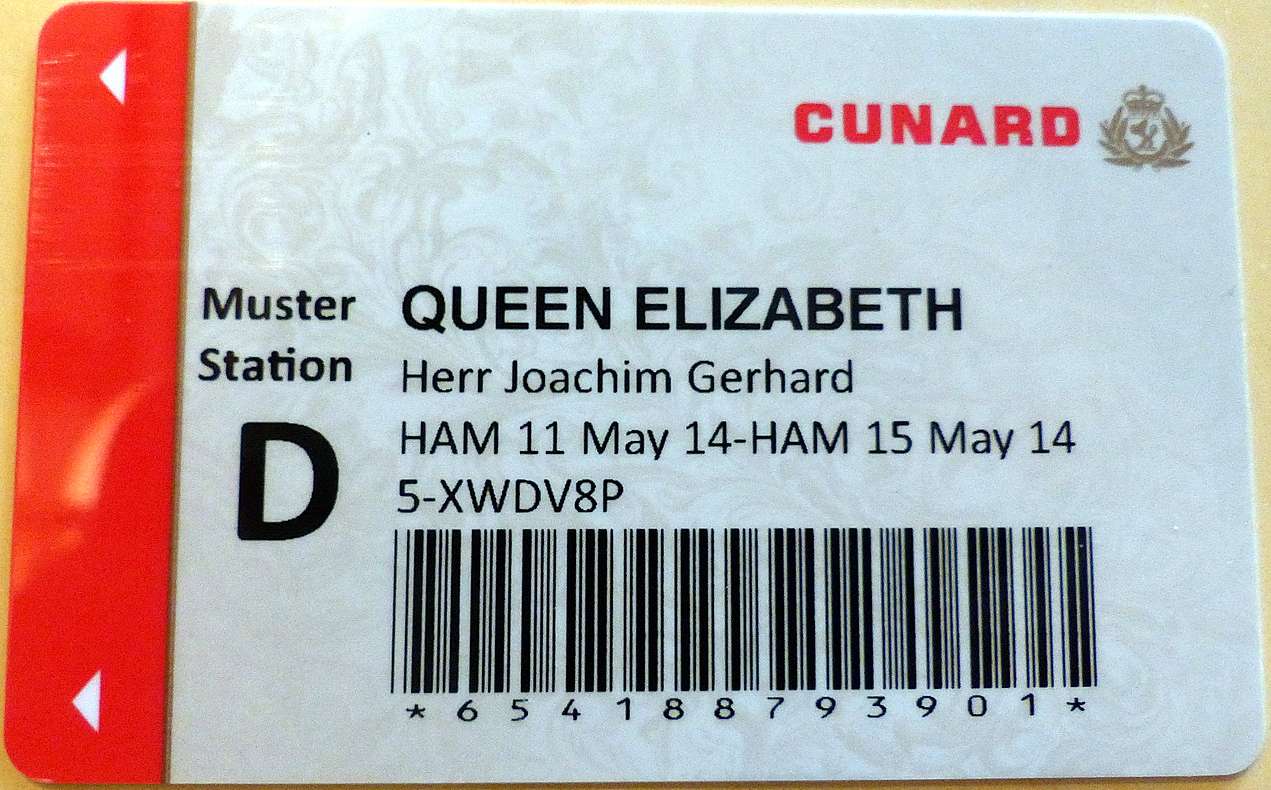 CUNARD
Muster
Station
D
QUEEN ELIZABETH
Herr Joachim Gerhard
HAM 11 May 14-HAM 15 May 14
5-XWDV8P
*654188793901*